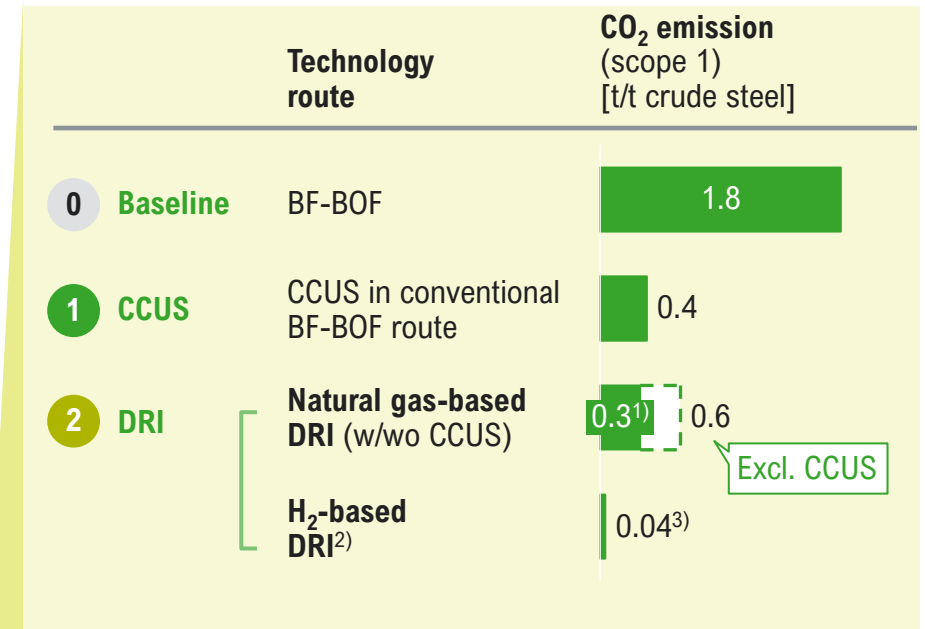 Technology
route
CO₂ emission
(scope 1)
[t/t crude steel]
0 Baseline BF-BOF 1.8
1 CCUS CCUS in conventional
BF-BOF route
0.4
2 DRI Natural gas-based
DRI (w/wo CCUS)
0.3¹⁾ 0.6
Excl. CCUS
H₂-based
DRI²⁾
0.04³⁾